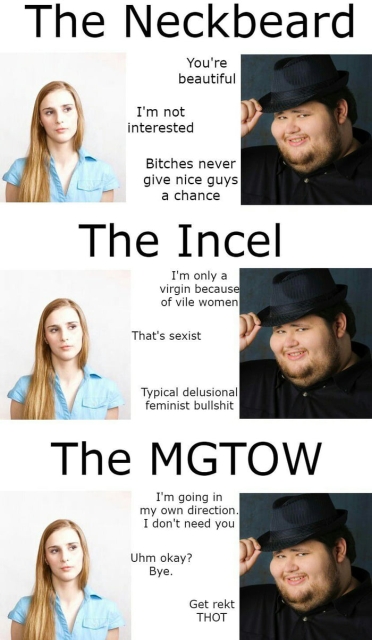 The Neckbeard
You're
beautiful
I'm not
interested
Bitches never
give nice guys
a chance
The Incel
I'm only a
virgin because
of vile women
That's sexist
Typical delusional
feminist bullshit
The MGTOW
I'm going in
my own direction.
I don't need you
Uhm okay?
Bye.
Get rekt
THOT